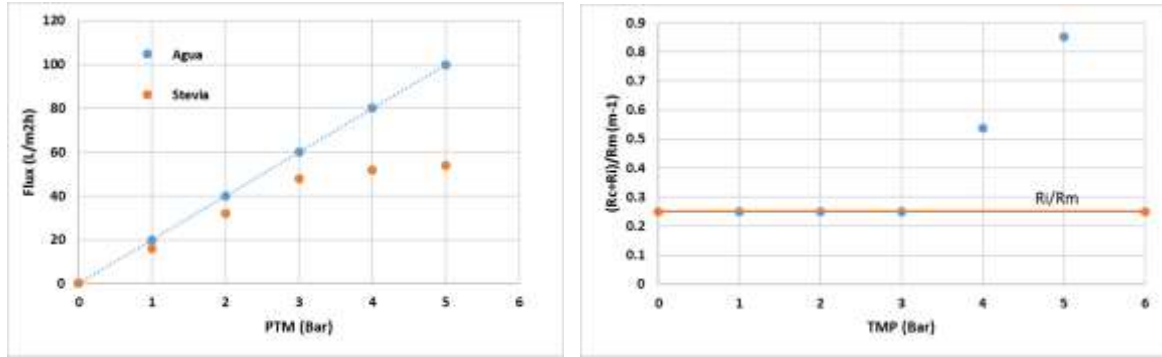 120
100
80
60
40
20
0
Flux (L/m2h)
Agua
Stevia
0 1 2 3 4 5 6
PTM (Bar)
0.9
0.8
0.7
0.6
0.5
0.4
0.3
0.2
0.1
0
(Rc+Ri)/Rm (m-1)
Ri/Rm
0 1 2 3 4 5 6
TMP (Bar)